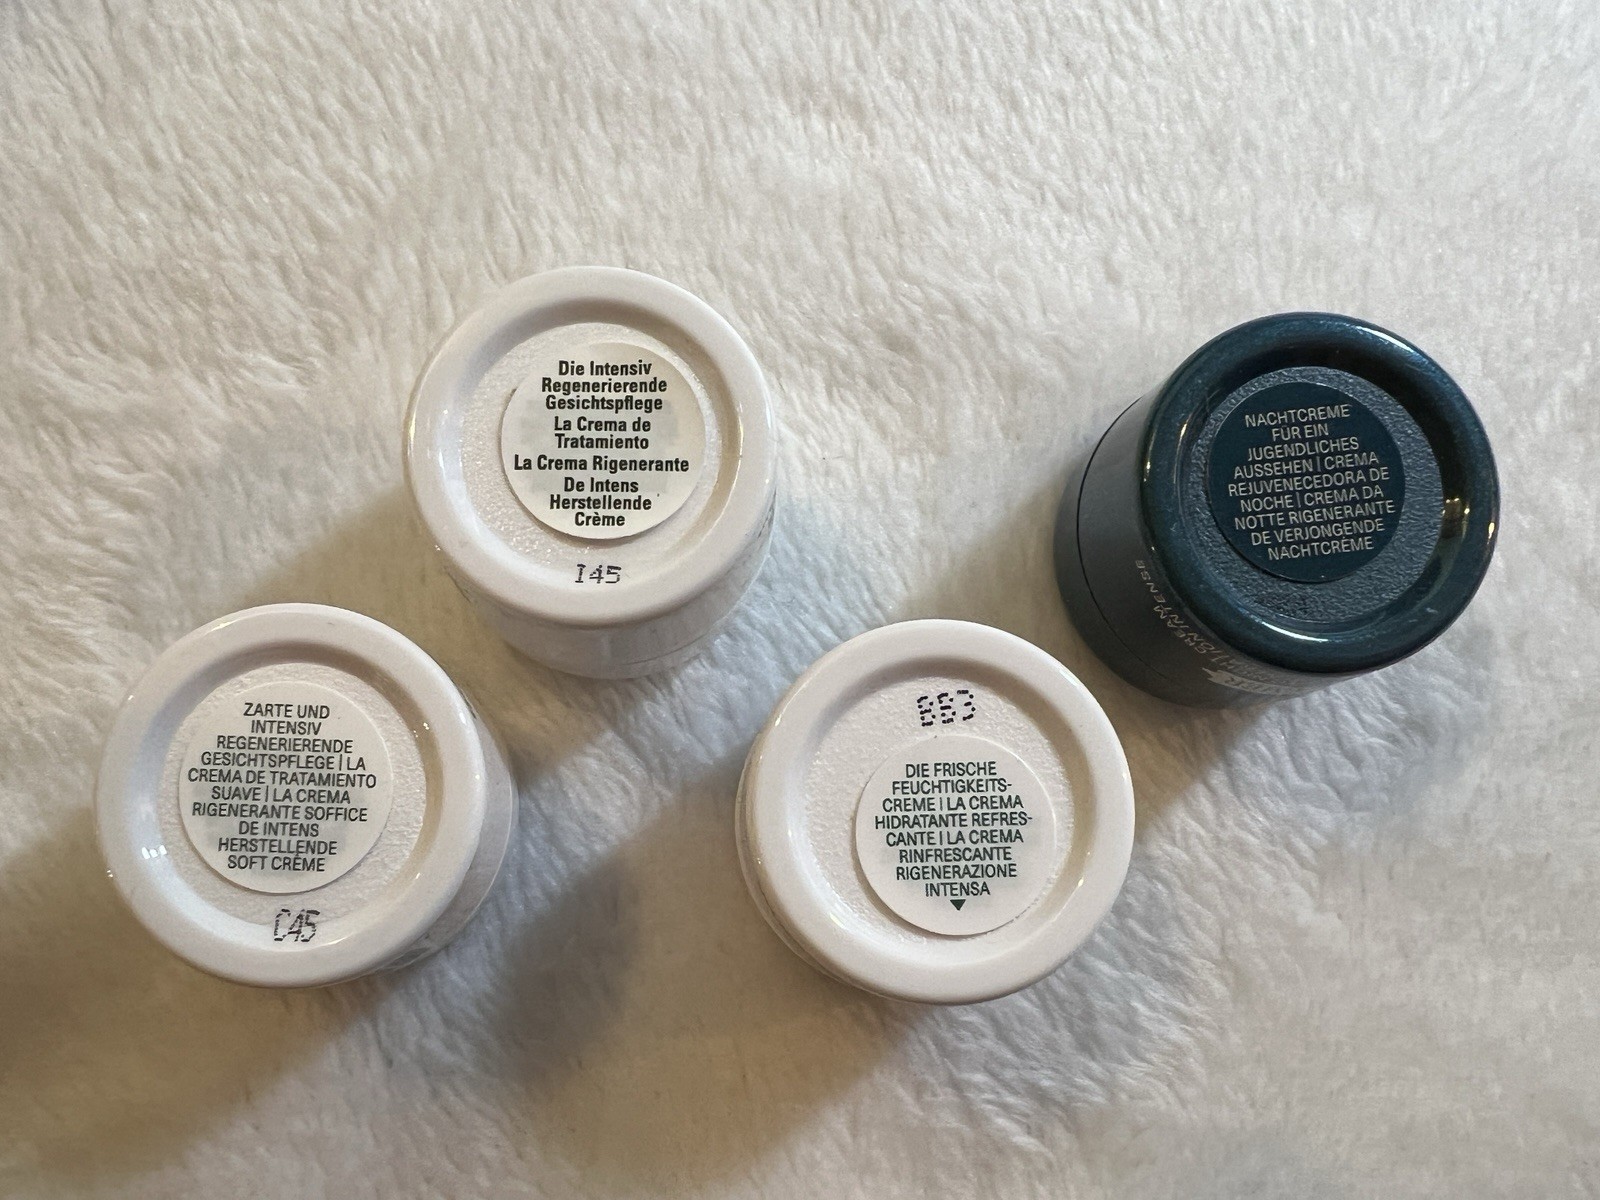 Die Intensiv
Regenerierende
Gesichtspflege
La Crema de
Tratamiento
La Crema Rigenerante
De Intens
Herstellende
Crème
I45
NACHTCREME
FÜR EIN
JUGENDLICHES
AUSSEHEN | CREMA
REJUVENECEDORA DE
NOCHE | CREMA DA
NOTTE RIGENERANTE
DE VERJONGENDE
NACHTCRÈME
ZARTE UND
INTENSIV
REGENERIERENDE
GESICHTSPFLEGE | LA
CREMA DE TRATAMIENTO
SUAVE | LA CREMA
RIGENERANTE SOFFICE
DE INTENS
HERSTELLENDE
SOFT CRÈME
C45
DIE FRISCHE
FEUCHTIGKEITS-
CREME | LA CREMA
HIDRATANTE REFRES-
CANTE | LA CREMA
RINFRESCANTE
RIGENERAZIONE
INTENSA